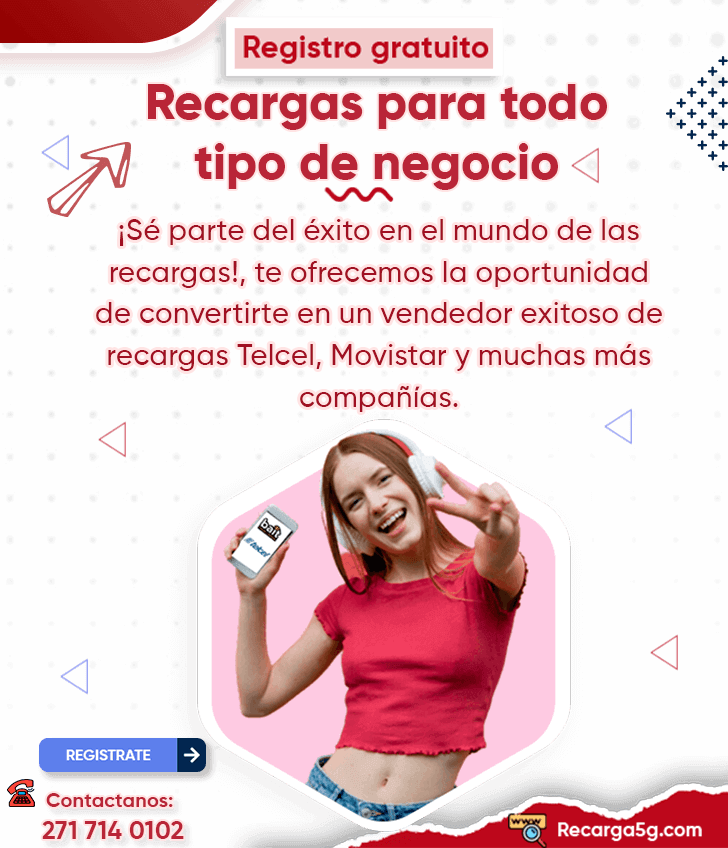 Registro gratuito
Recargas para todo
tipo de negocio
¡Sé parte del éxito en el mundo de las
recargas!, te ofrecemos la oportunidad
de convertirte en un vendedor exitoso de
recargas Telcel, Movistar y muchas más
compañías.
bait
telcel
REGISTRATE
Contactanos:
271 714 0102
www
Recarga5g.com